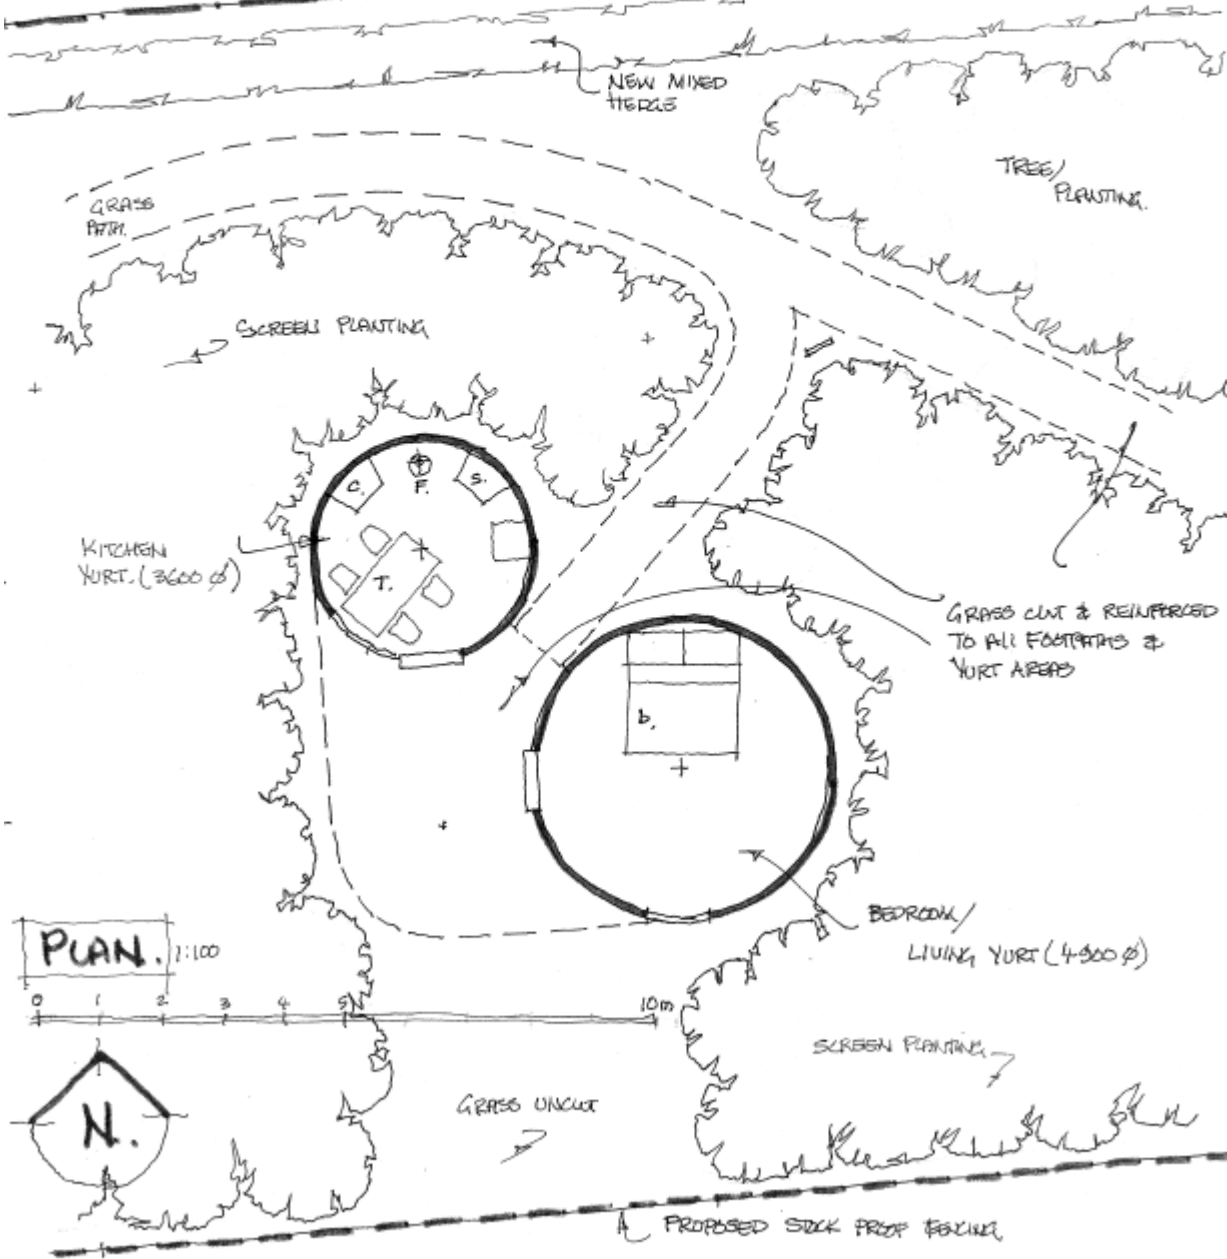 NEW MIXED
HERGE
TREE/
PLANTING.
GRASS
PATH.
SCREEN PLANTING
C.
F.
S.
T.
KITCHEN
YURT. (3600 Ø)
GRASS CUT & REINFORCED
TO ALL FOOTPATHS &
YURT AREAS
b.
BEDROOM/
LIVING YURT (4900 Ø)
PLAN. 1:100
0 1 2 3 4 5 10m
SCREEN PLANTING
N.
GRASS UNCUT
PROPOSED STOCK PROOF FENCING